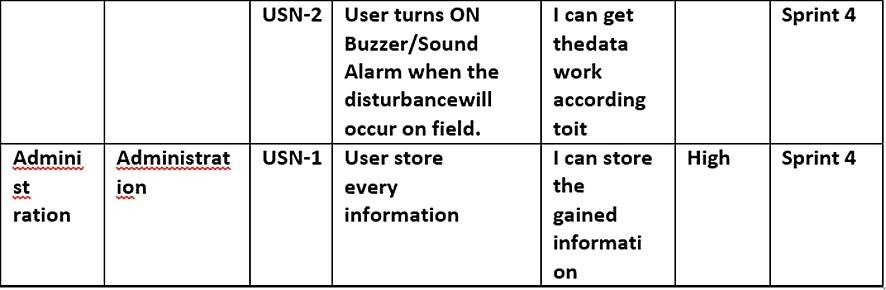 USN-2
User turns ON
Buzzer/Sound
Alarm when the
disturbancewill
occur on field.
I can get
thedata
work
according
toit
Sprint 4
Admini
st
ration
Administrat
ion
USN-1
User store
every
information
I can store
the
gained
informati
on
High
Sprint 4